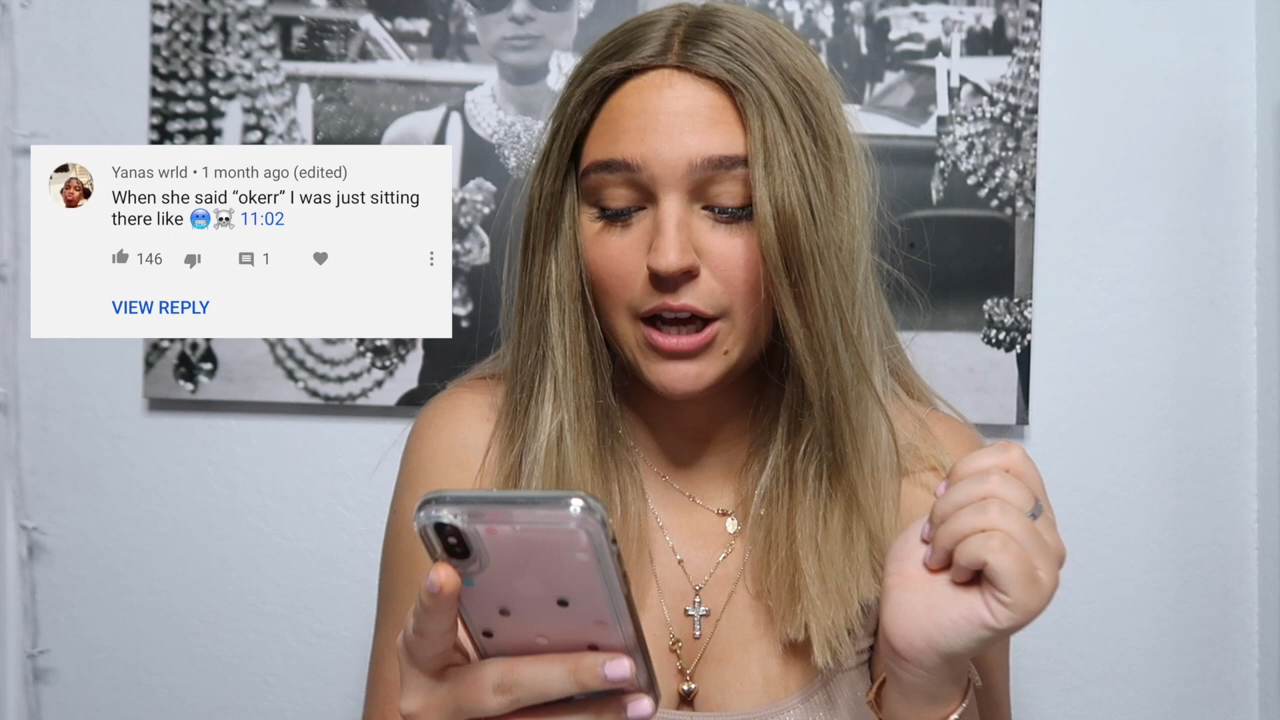 Yanas wrld • 1 month ago (edited)
When she said “okerr” I was just sitting
there like 🥶☠️ 11:02
146
1
VIEW REPLY